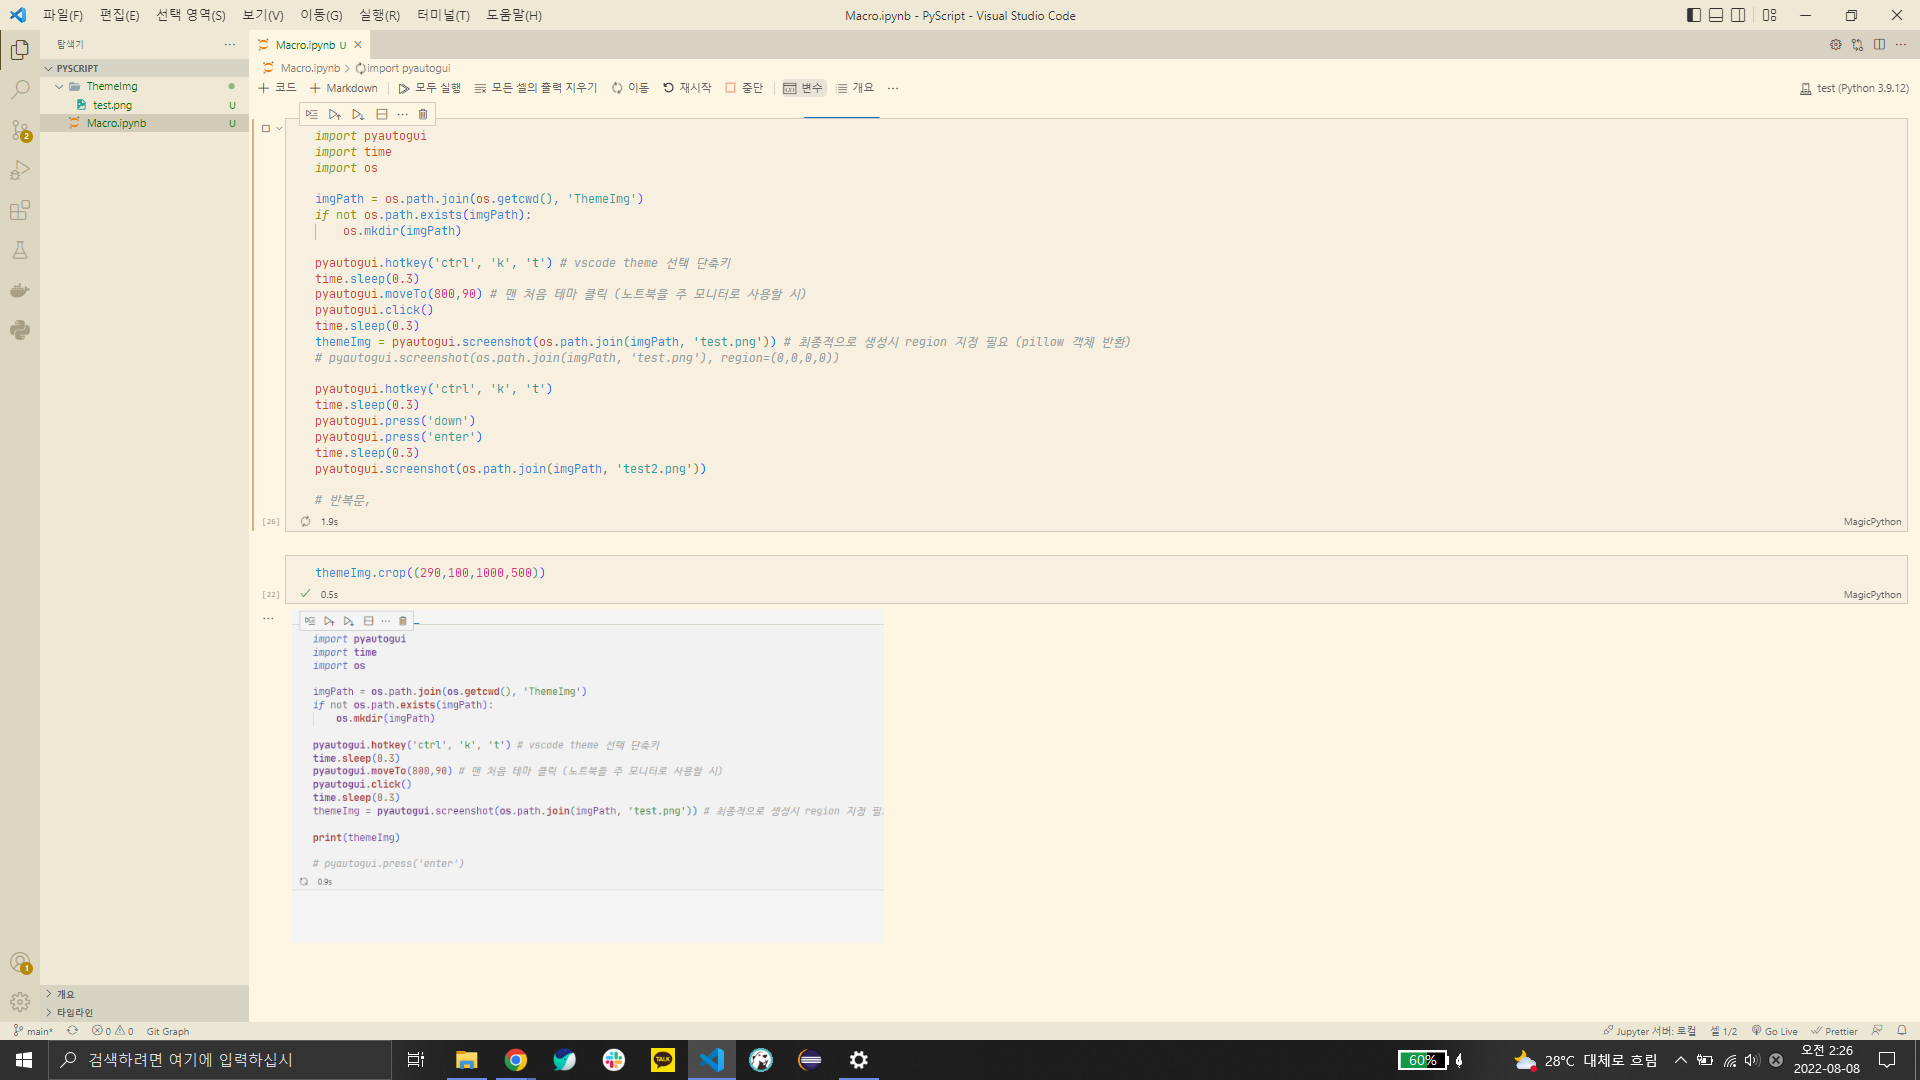 파일(F) 편집(E) 선택 영역(S) 보기(V) 이동(G) 실행(R) 터미널(T) 도움말(H)
Macro.ipynb - PyScript - Visual Studio Code
탐색기
Macro.ipynb U
PYSCRIPT
ThemeImg
test.png U
Macro.ipynb U
Macro.ipynb > import pyautogui
코드 Markdown 모두 실행 모든 셀의 출력 지우기 이동 재시작 중단 변수 개요
test (Python 3.9.12)
import pyautogui
import time
import os
imgPath = os.path.join(os.getcwd(), 'ThemeImg')
if not os.path.exists(imgPath):
os.mkdir(imgPath)
pyautogui.hotkey('ctrl', 'k', 't') # vscode theme 선택 단축키
time.sleep(0.3)
pyautogui.moveTo(800,90) # 맨 처음 테마 클릭 (노트북을 주 모니터로 사용할 시)
pyautogui.click()
time.sleep(0.3)
themeImg = pyautogui.screenshot(os.path.join(imgPath, 'test.png')) # 최종적으로 생성시 region 지정 필요 (pillow 객체 반환)
# pyautogui.screenshot(os.path.join(imgPath, 'test.png'), region=(0,0,0,0))
pyautogui.hotkey('ctrl', 'k', 't')
time.sleep(0.3)
pyautogui.press('down')
pyautogui.press('enter')
time.sleep(0.3)
pyautogui.screenshot(os.path.join(imgPath, 'test2.png'))
# 반복문,
[26] 1.9s
MagicPython
themeImg.crop((290,100,1000,500))
[22] 0.5s
MagicPython
import pyautogui
import time
import os
imgPath = os.path.join(os.getcwd(), 'ThemeImg')
if not os.path.exists(imgPath):
os.mkdir(imgPath)
pyautogui.hotkey('ctrl', 'k', 't') # vscode theme 선택 단축키
time.sleep(0.3)
pyautogui.moveTo(800,90) # 맨 처음 테마 클릭 (노트북을 주 모니터로 사용할 시)
pyautogui.click()
time.sleep(0.3)
themeImg = pyautogui.screenshot(os.path.join(imgPath, 'test.png')) # 최종적으로 생성시 region 지정
print(themeImg)
# pyautogui.press('enter')
0.9s
2
1
개요
타임라인
main* 0 0 Git Graph
Jupyter 서버: 로컬 셀 1/2 Go Live Prettier
검색하려면 여기에 입력하십시
TALK
60%
28°C 대체로 흐림
오전 2:26
2022-08-08